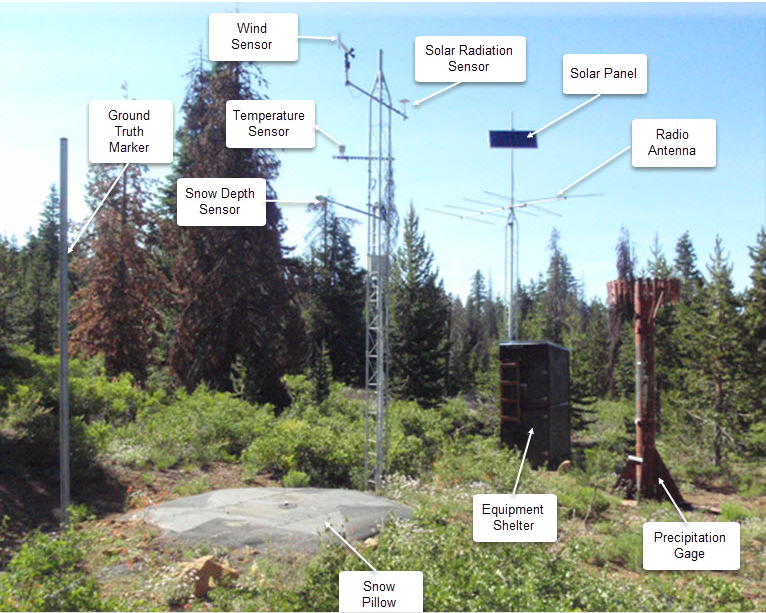 Wind
Sensor
Solar Radiation
Sensor
Solar Panel
Ground
Truth
Marker
Temperature
Sensor
Radio
Antenna
Snow Depth
Sensor
Equipment
Shelter
Precipitation
Gage
Snow
Pillow